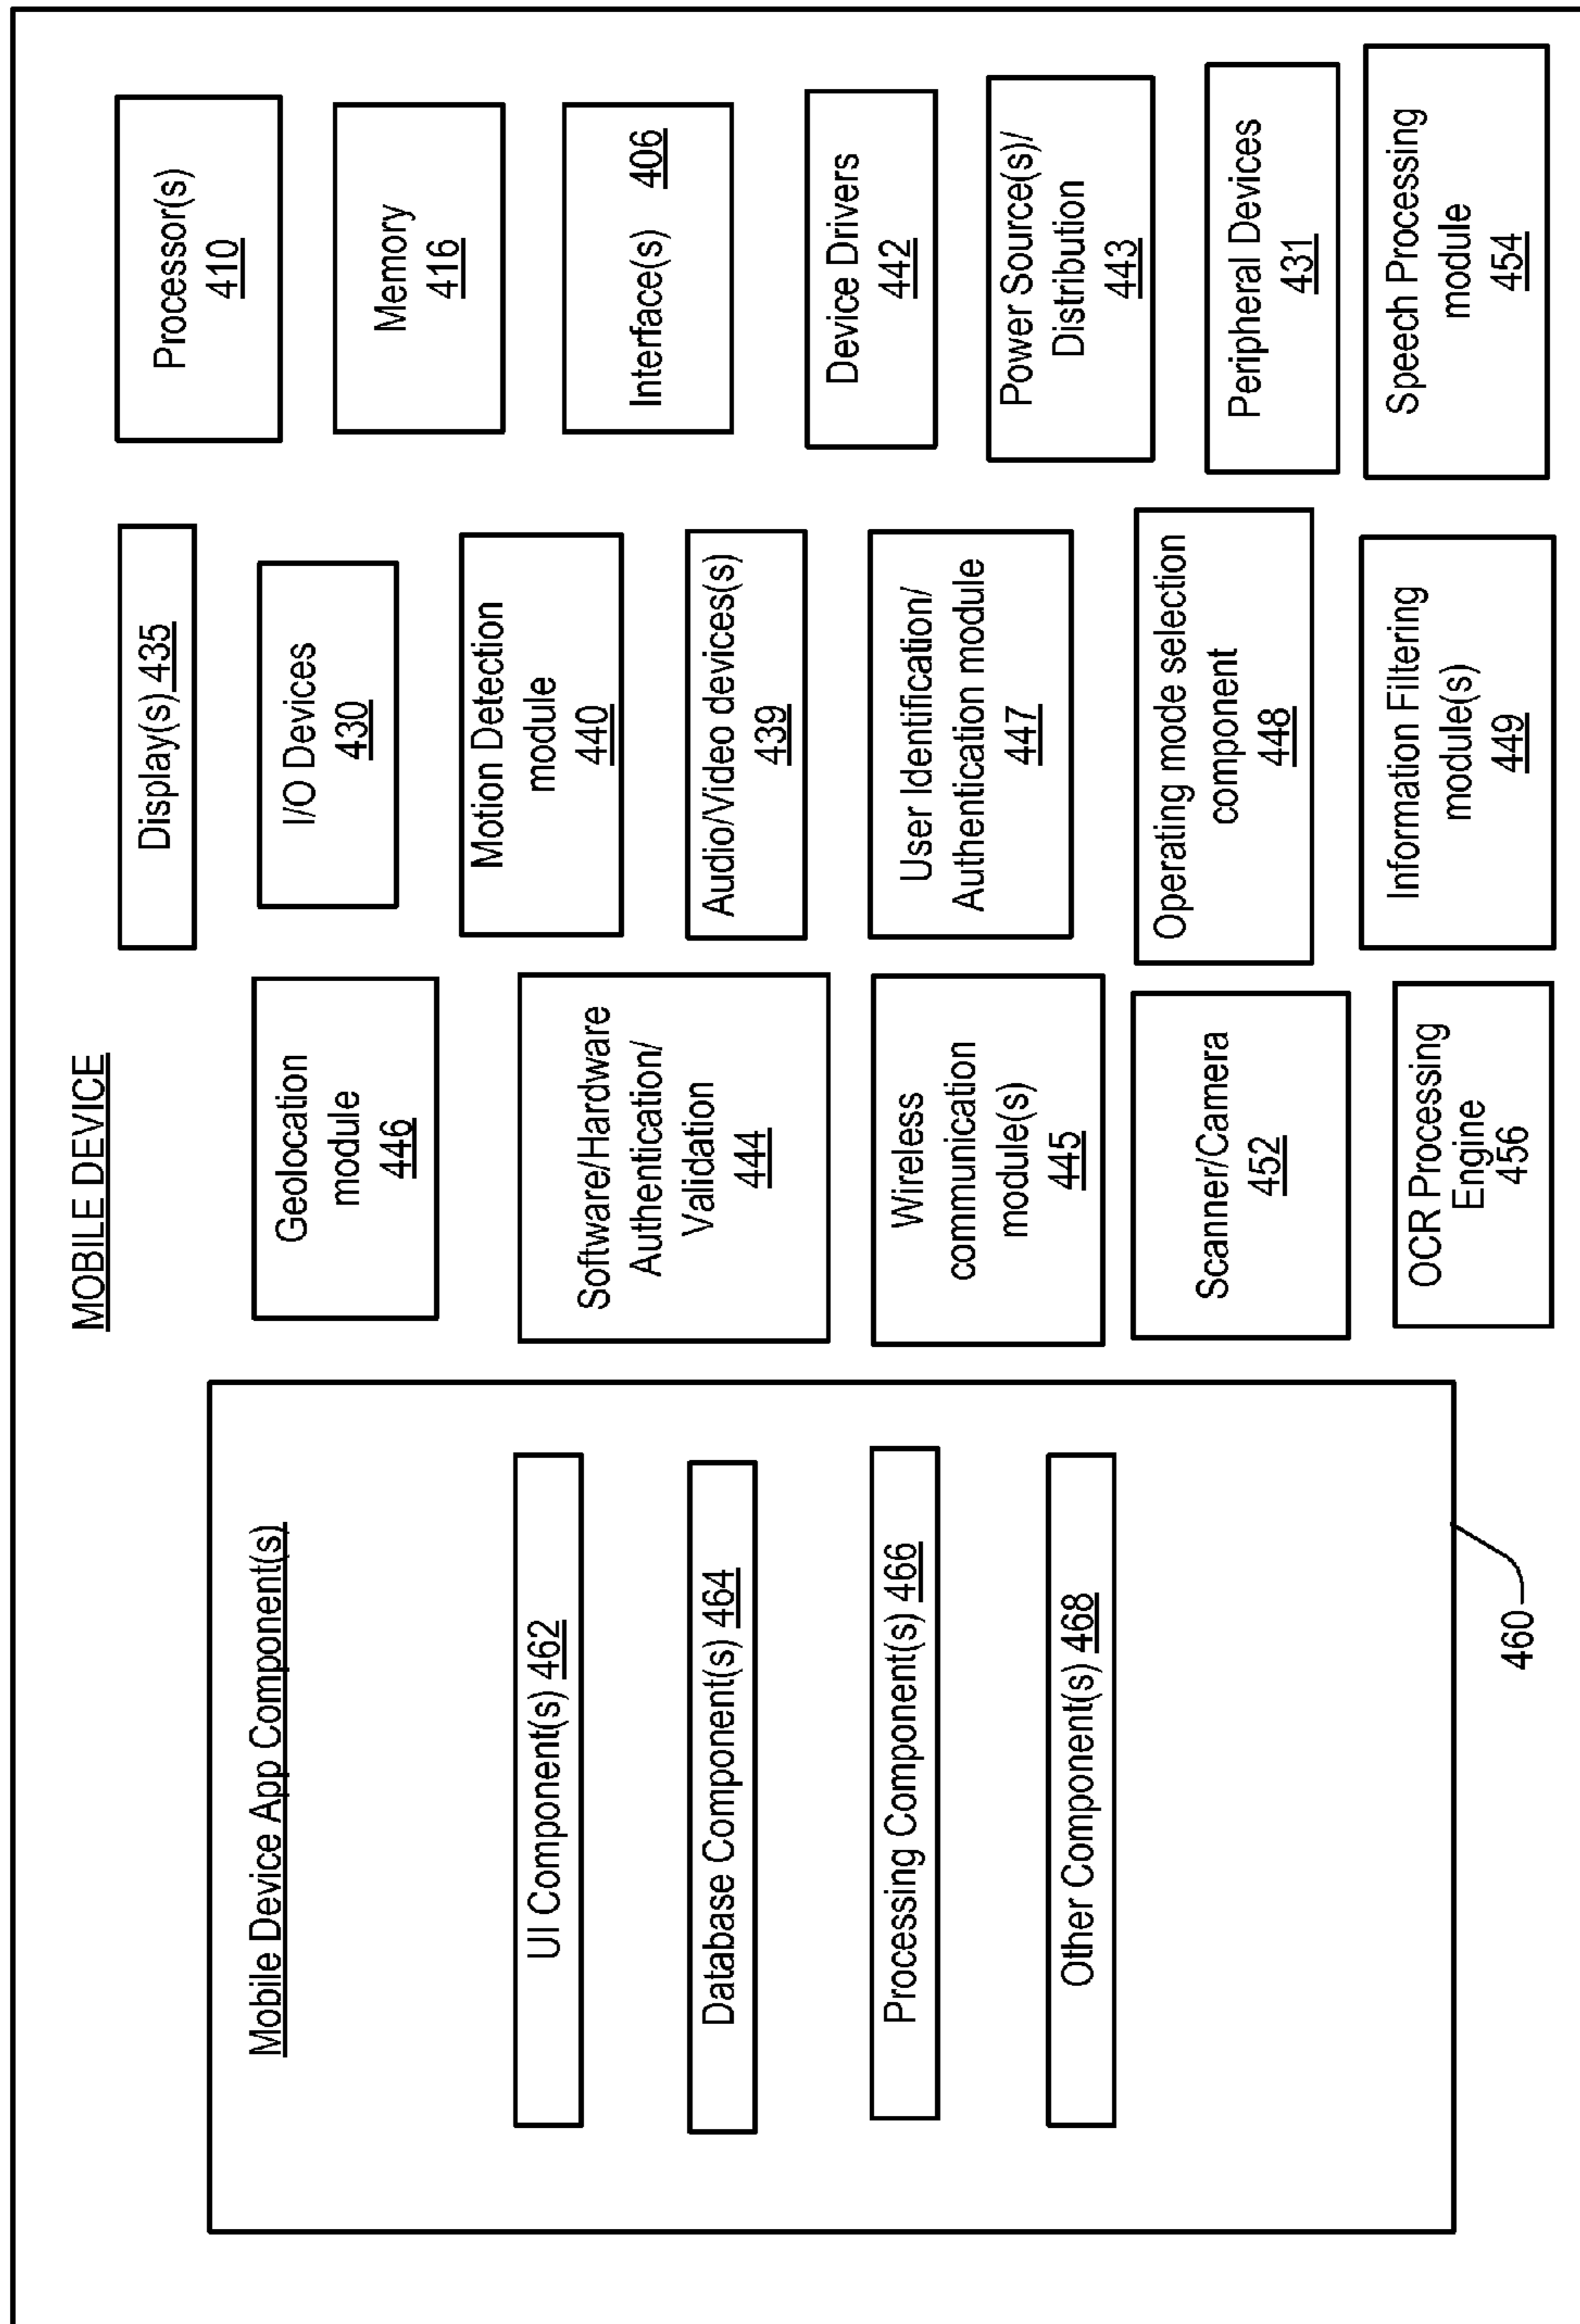 MOBILE DEVICE
Mobile Device App Component(s)
UI Component(s) 462
Database Component(s) 464
Processing Component(s) 466
Other Component(s) 468
460
Geolocation
module
446
Software/Hardware
Authentication/
Validation
444
Wireless
communication
module(s)
445
Scanner/Camera
452
OCR Processing
Engine
456
Display(s) 435
I/O Devices
430
Motion Detection
module
440
Audio/Video devices(s)
439
User Identification/
Authentication module
447
Operating mode selection
component
448
Information Filtering
module(s)
449
Processor(s)
410
Memory
416
Interface(s) 406
Device Drivers
442
Power Source(s)/
Distribution
443
Peripheral Devices
431
Speech Processing
module
454